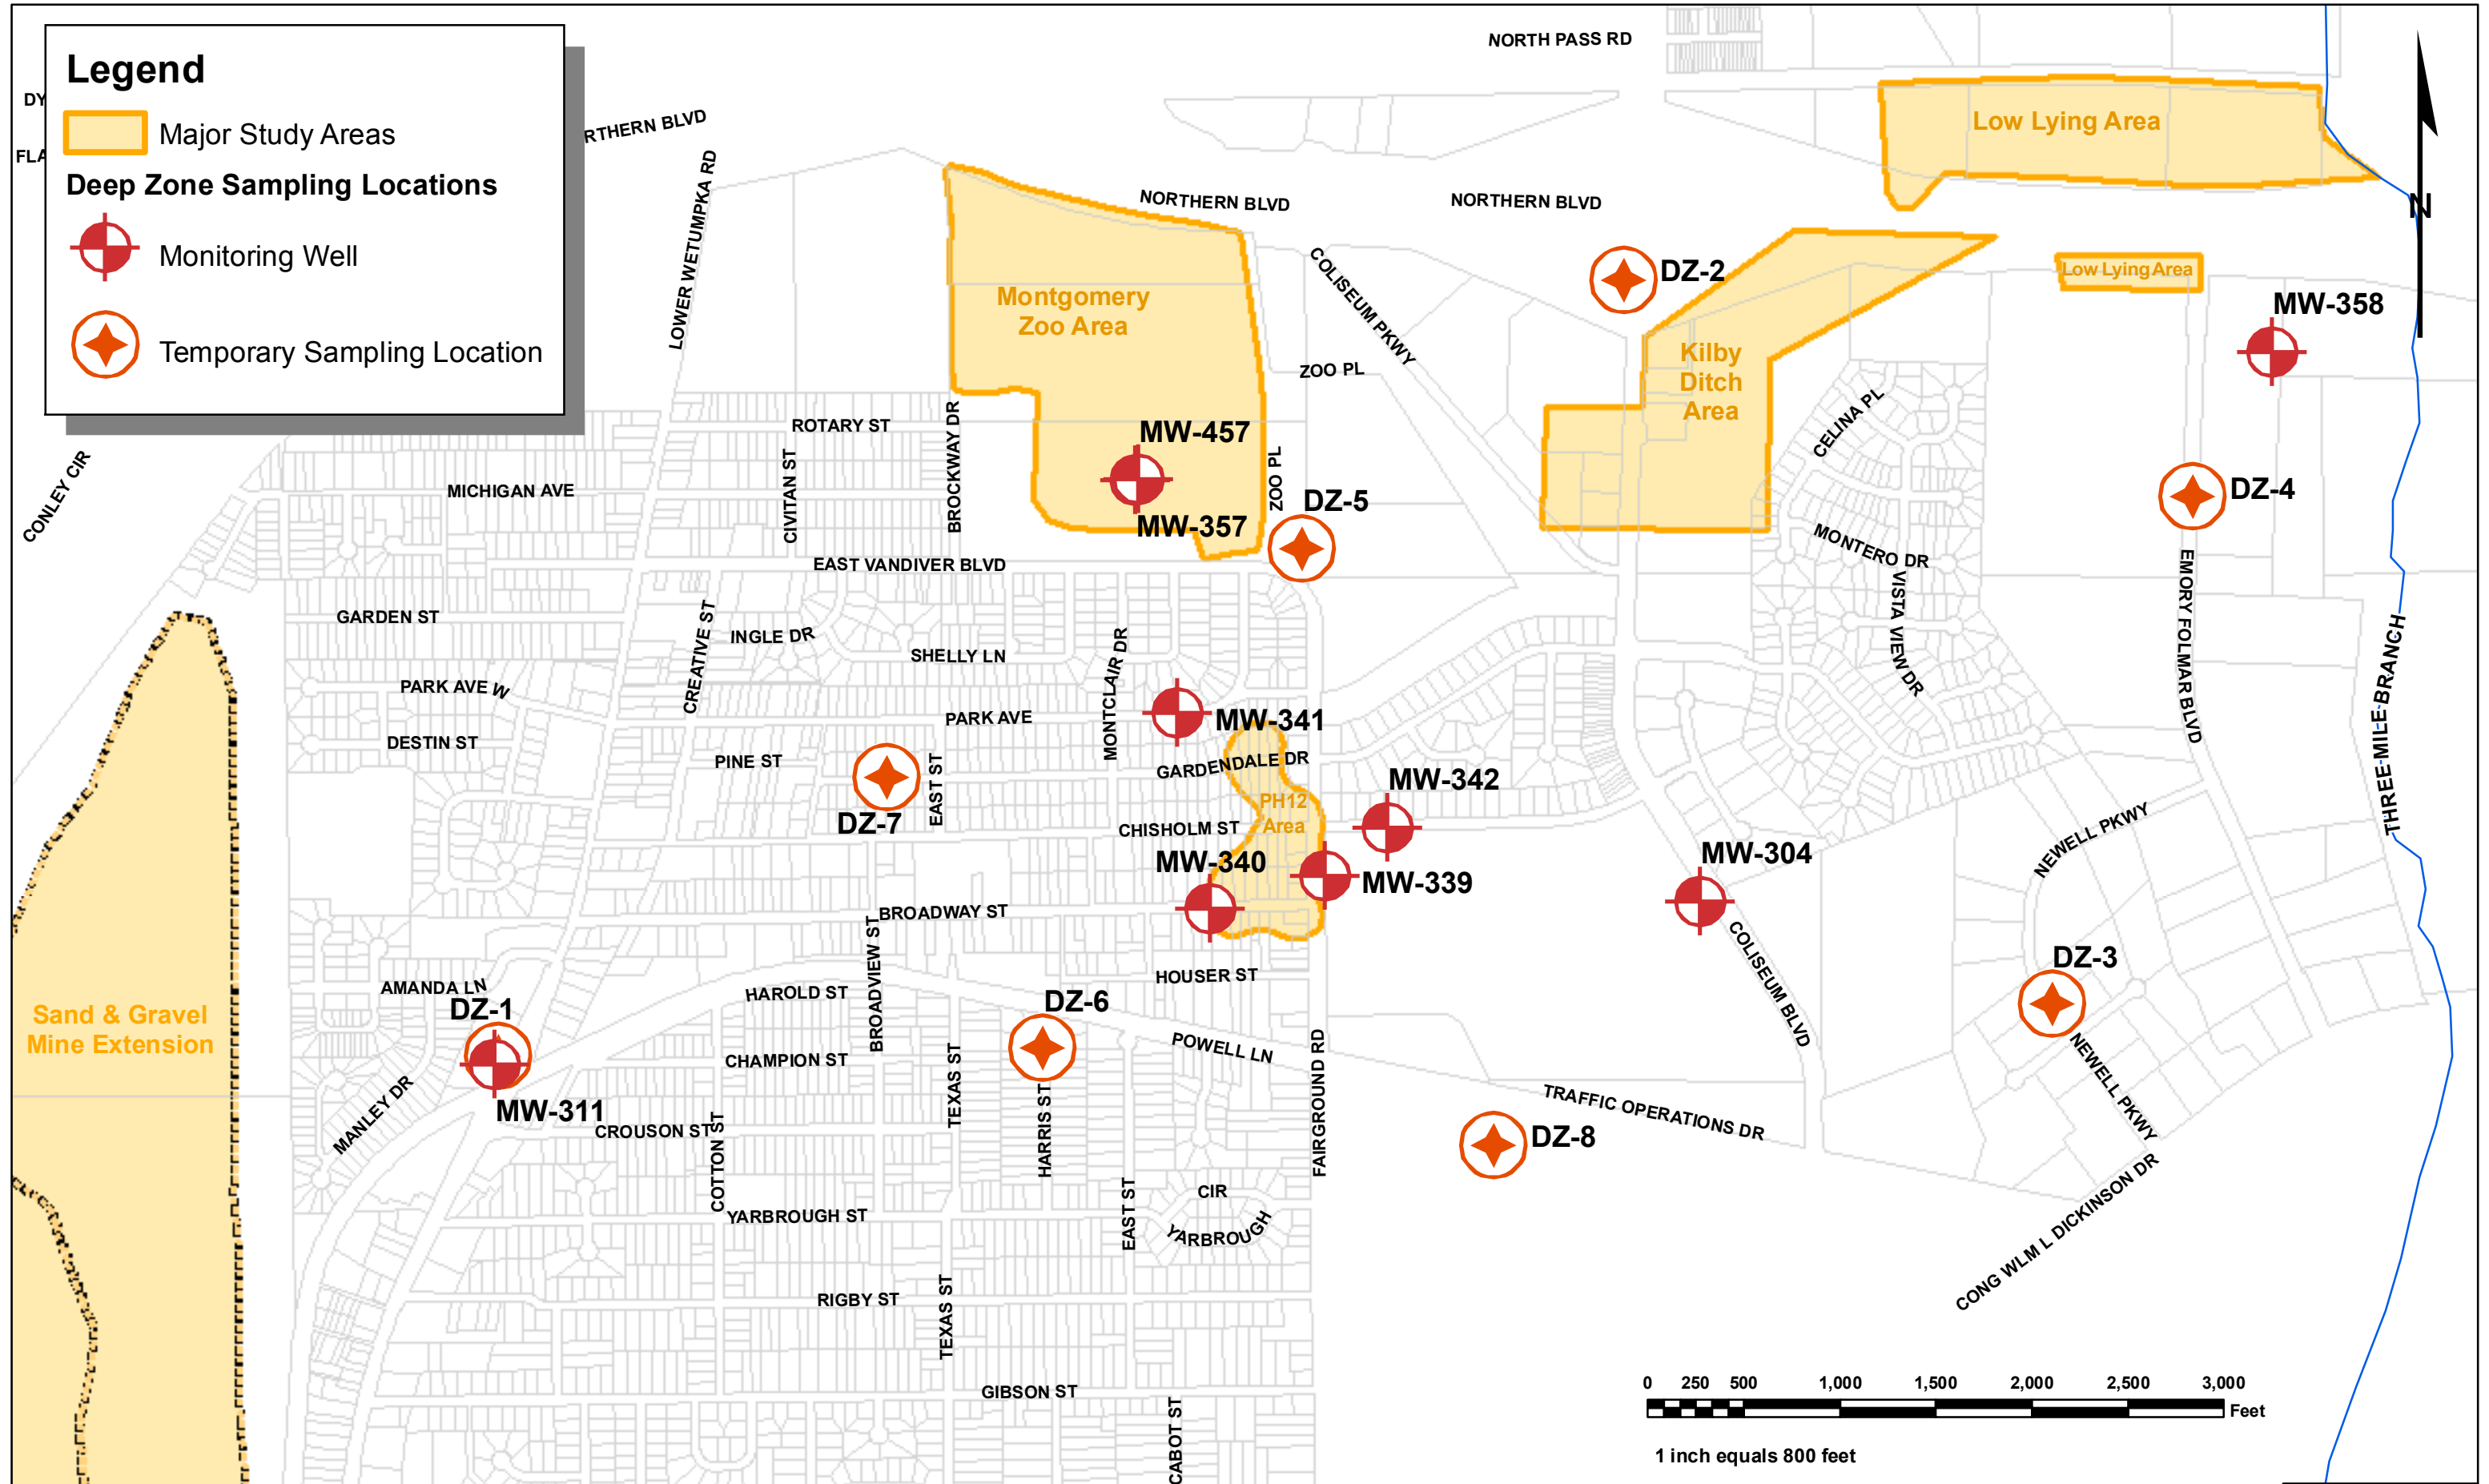 Legend
Major Study Areas
Deep Zone Sampling Locations
Monitoring Well
Temporary Sampling Location
DY
FLA
RTHERN BLVD
NORTH PASS RD
Low Lying Area
NORTHERN BLVD
NORTHERN BLVD
N
LOWER WETUMPKA RD
COLISEUM PKWY
DZ-2
Low Lying Area
Montgomery
Zoo Area
MW-358
Kilby
Ditch
Area
ZOO PL
CELINA PL
ROTARY ST
BROCKWAY DR
MW-457
CONLEY CIR
MICHIGAN AVE
CIVITAN ST
ZOO PL
DZ-5
DZ-4
MW-357
MONTERO DR
EAST VANDIVER BLVD
GARDEN ST
CREATIVE ST
INGLE DR
SHELLY LN
MONTCLAIR DR
VISTA VIEW DR
EMORY FOLMAR BLVD
THREE MILE BRANCH
PARK AVE W
PARK AVE
MW-341
DESTIN ST
PINE ST
GARDENDALE DR
EAST ST
MW-342
PH12
Area
DZ-7
CHISHOLM ST
NEWELL PKWY
MW-340
MW-304
MW-339
BROADWAY ST
BROADVIEW ST
COLISEUM BLVD
DZ-3
HOUSER ST
AMANDA LN
HAROLD ST
DZ-1
DZ-6
Sand & Gravel
Mine Extension
POWELL LN
CHAMPION ST
TEXAS ST
FAIRGROUND RD
NEWELL PKWY
MANLEY DR
MW-311
CROUSON ST
COTTON ST
HARRIS ST
TRAFFIC OPERATIONS DR
DZ-8
CIR
YARBROUGH
YARBROUGH ST
EAST ST
CONG WLM L DICKINSON DR
RIGBY ST
TEXAS ST
GIBSON ST
CABOT ST
0 250 500 1,000 1,500 2,000 2,500 3,000
Feet
1 inch equals 800 feet